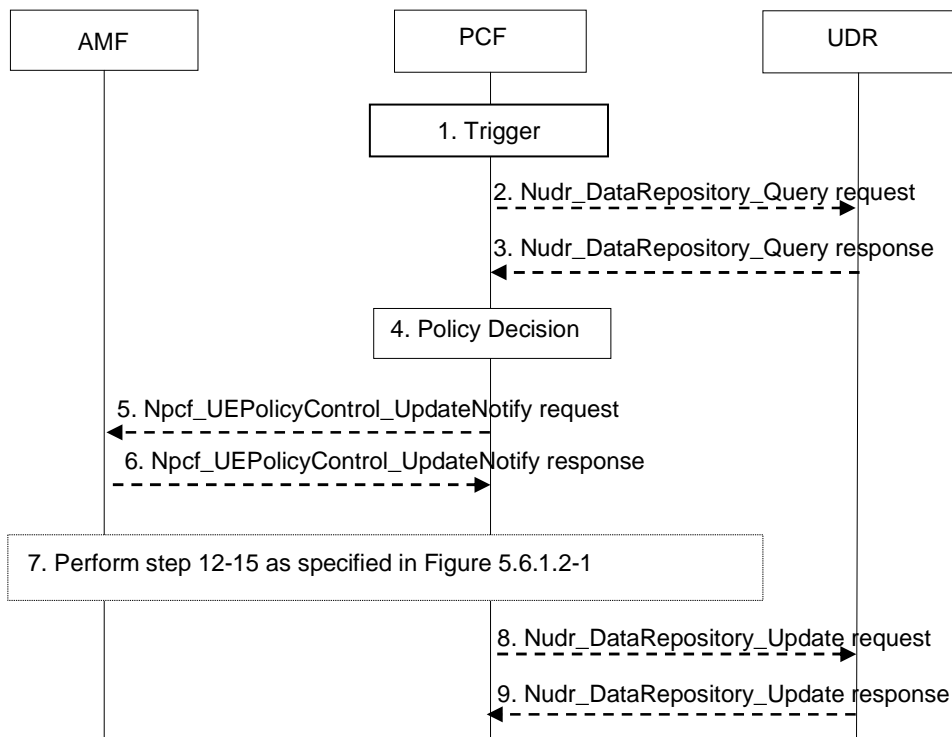 AMF
PCF
UDR
1. Trigger
2. Nudr_DataRepository_Query request
3. Nudr_DataRepository_Query response
4. Policy Decision
5. Npcf_UEPolicyControl_UpdateNotify request
6. Npcf_UEPolicyControl_UpdateNotify response
7. Perform step 12-15 as specified in Figure 5.6.1.2-1
8. Nudr_DataRepository_Update request
9. Nudr_DataRepository_Update response